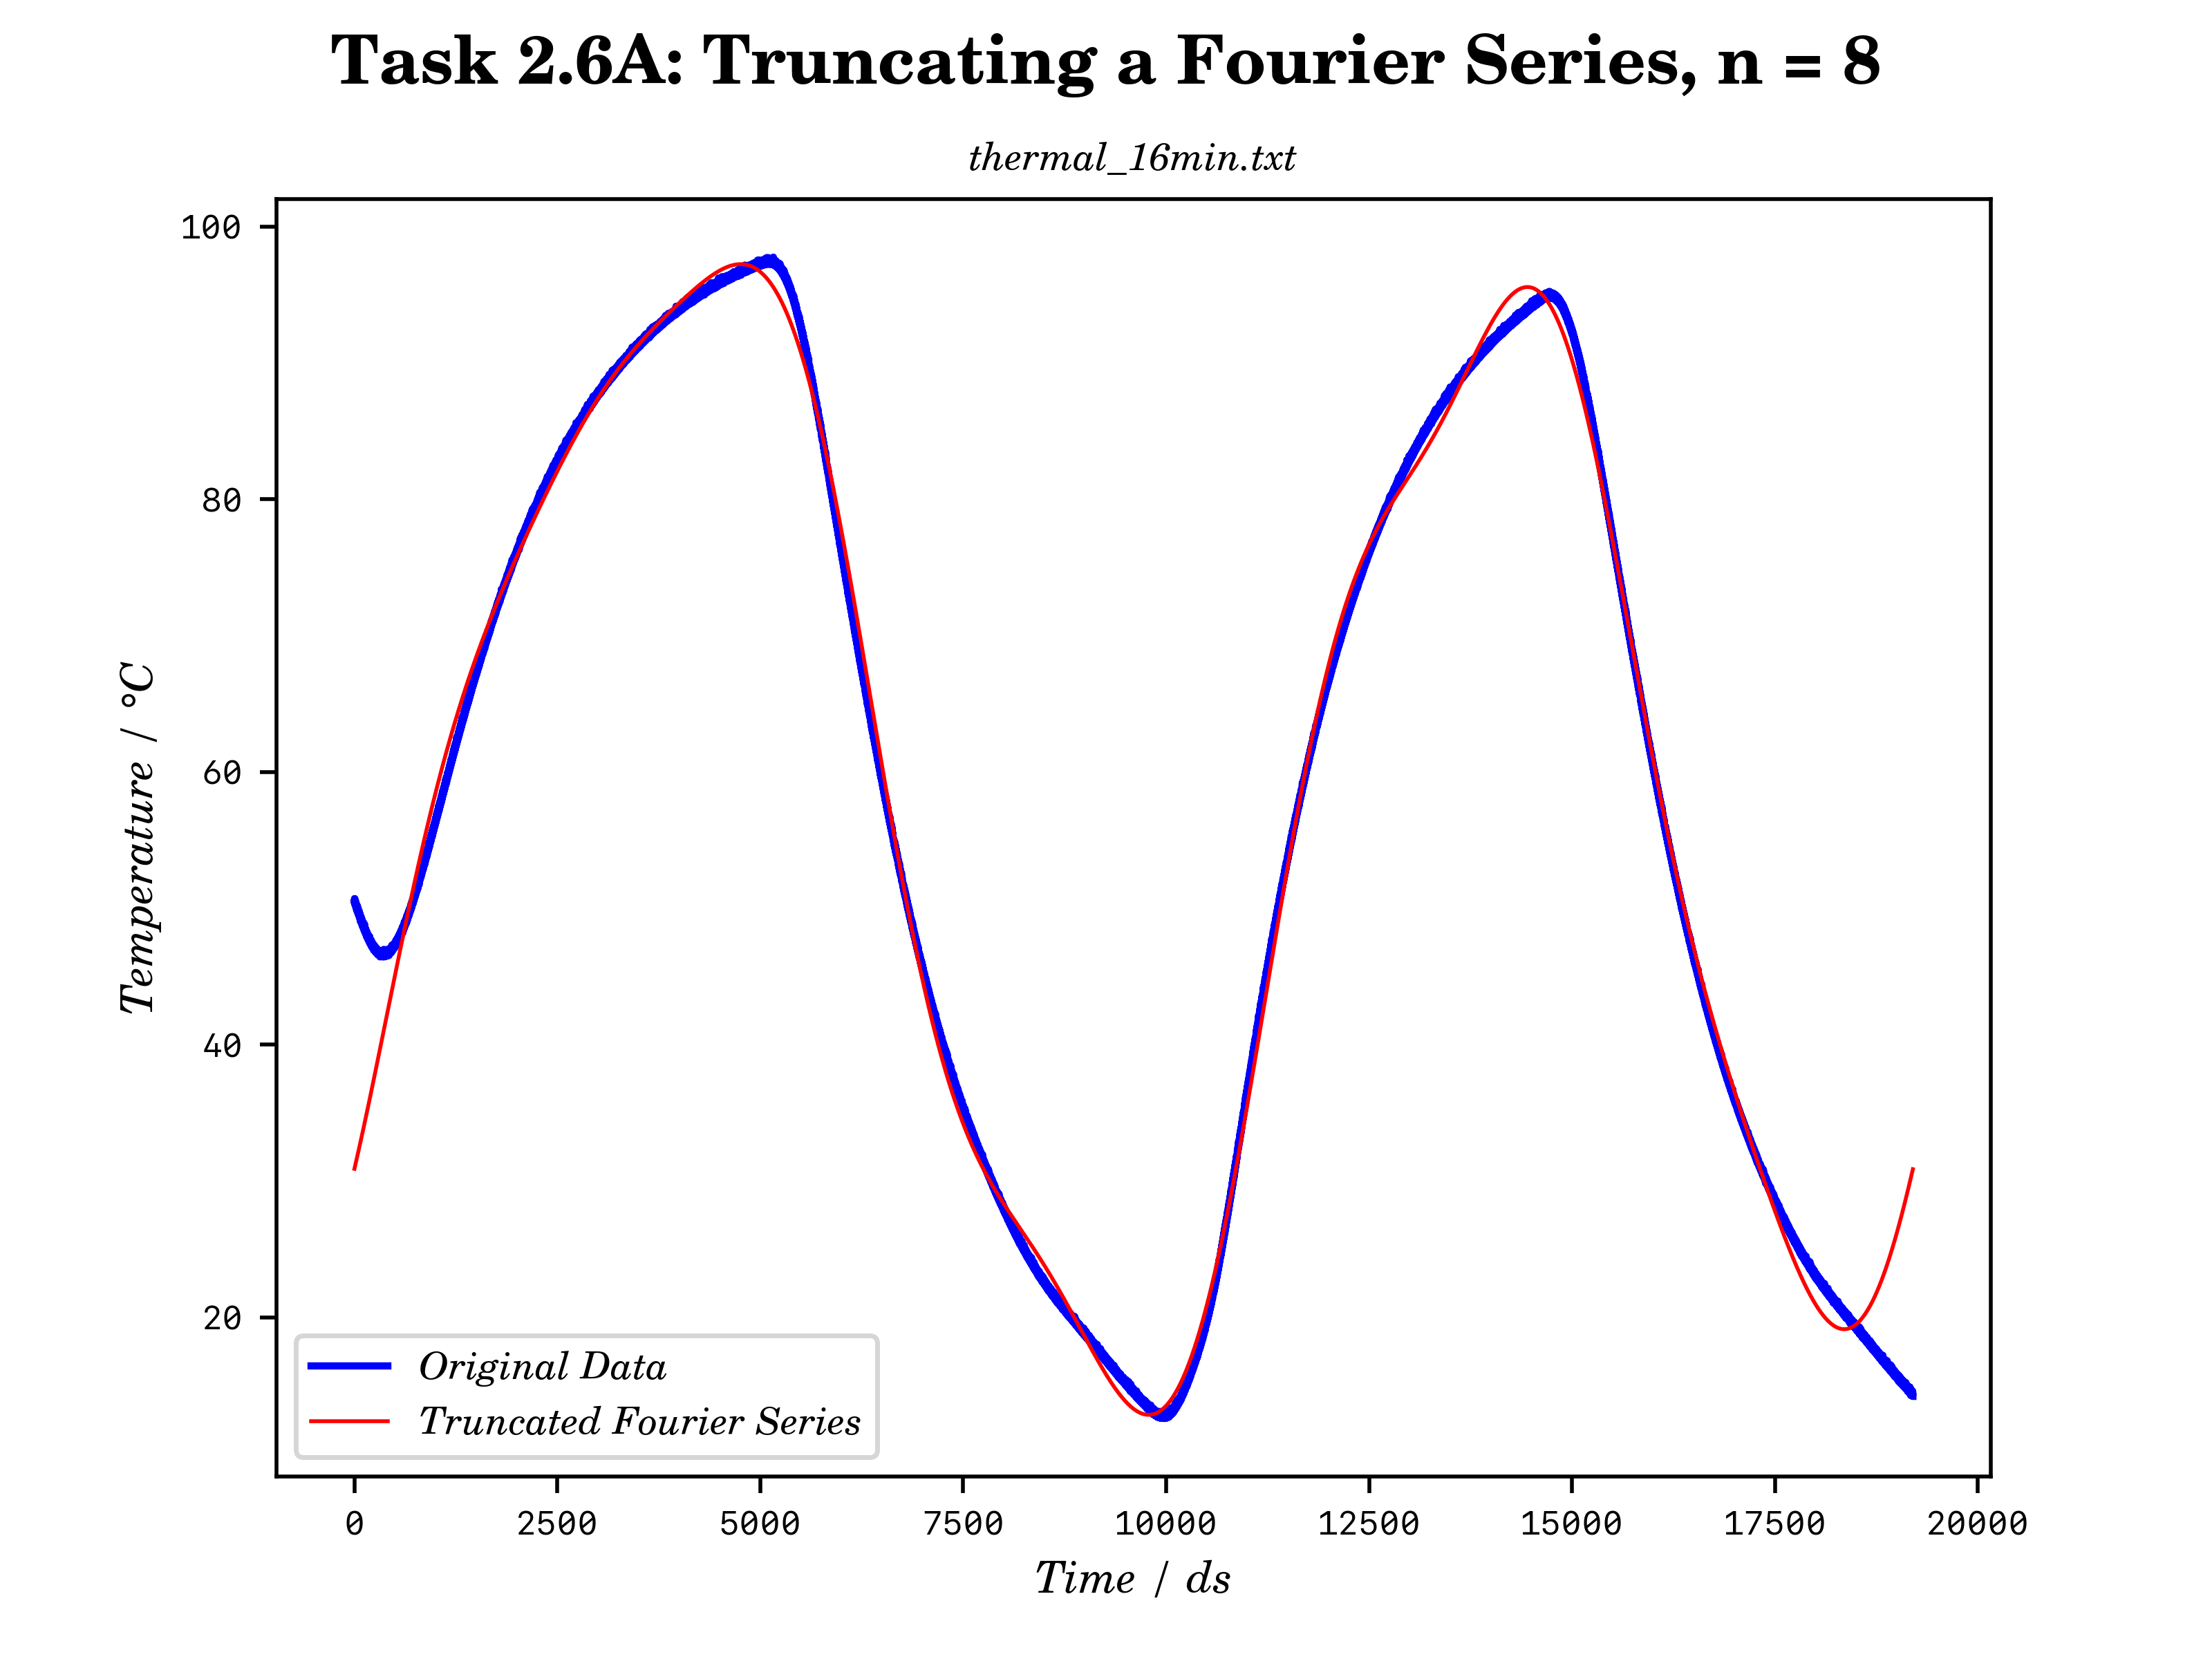 Task 2.6A: Truncating a Fourier Series, n = 8
thermal_16min.txt
100
80
60
40
20
Temperature / °C
Original Data
Truncated Fourier Series
0 2500 5000 7500 10000 12500 15000 17500 20000
Time / ds